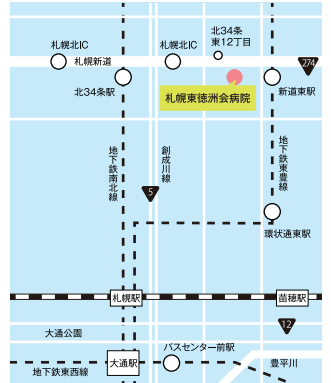 北34条
東12丁目
札幌北IC
札幌北IC
札幌新道
274
北34条駅
札幌東徳洲会病院
新道東駅
地下鉄南北線
創成川線
地下鉄東豊線
5
環状通東駅
札幌駅
苗穂駅
12
大通公園
バスセンター前駅
大通駅
地下鉄東西線
豊平川